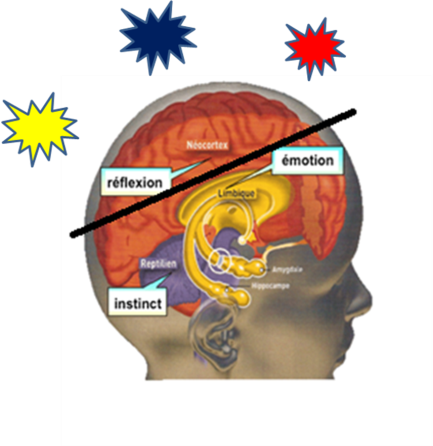 Néocortex
émotion
réflexion
Limbique
Reptilien
Amygdale
Hippocampe
instinct